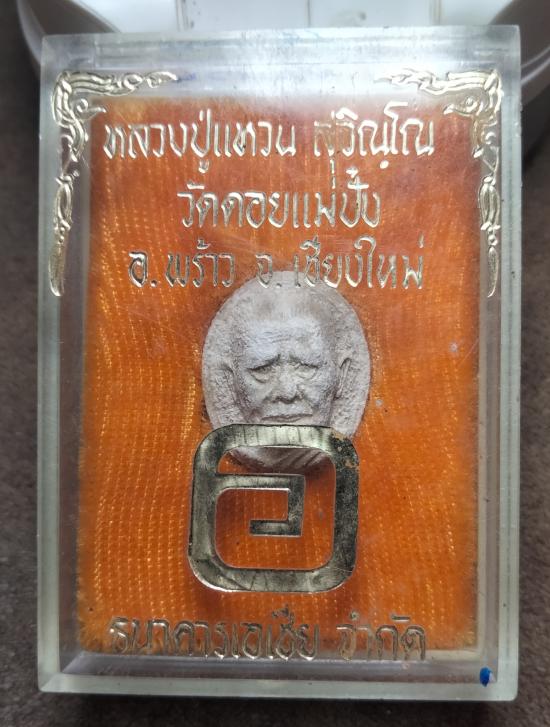 หลวงปู่แหวน สุจิณฺโณ
วัดดอยแม่ปั๋ง
อ.พร้าว จ.เชียงใหม่
ธนาคารเอเชีย จำกัด